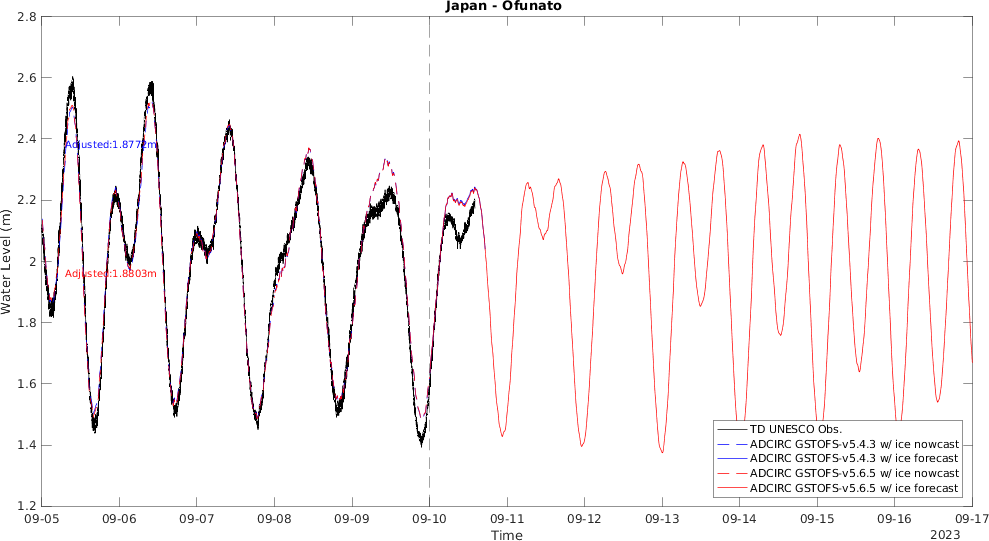 Japan - Ofunato
2.8
2.6
2.4
2.2
2
1.8
1.6
1.4
1.2
Water Level (m)
Adjusted:1.8772m
Adjusted:1.8803m
TD UNESCO Obs.
ADCIRC GSTOFS-v5.4.3 w/ ice nowcast
ADCIRC GSTOFS-v5.4.3 w/ ice forecast
ADCIRC GSTOFS-v5.6.5 w/ ice nowcast
ADCIRC GSTOFS-v5.6.5 w/ ice forecast
09-05 09-06 09-07 09-08 09-09 09-10 09-11 09-12 09-13 09-14 09-15 09-16 09-17
Time
2023